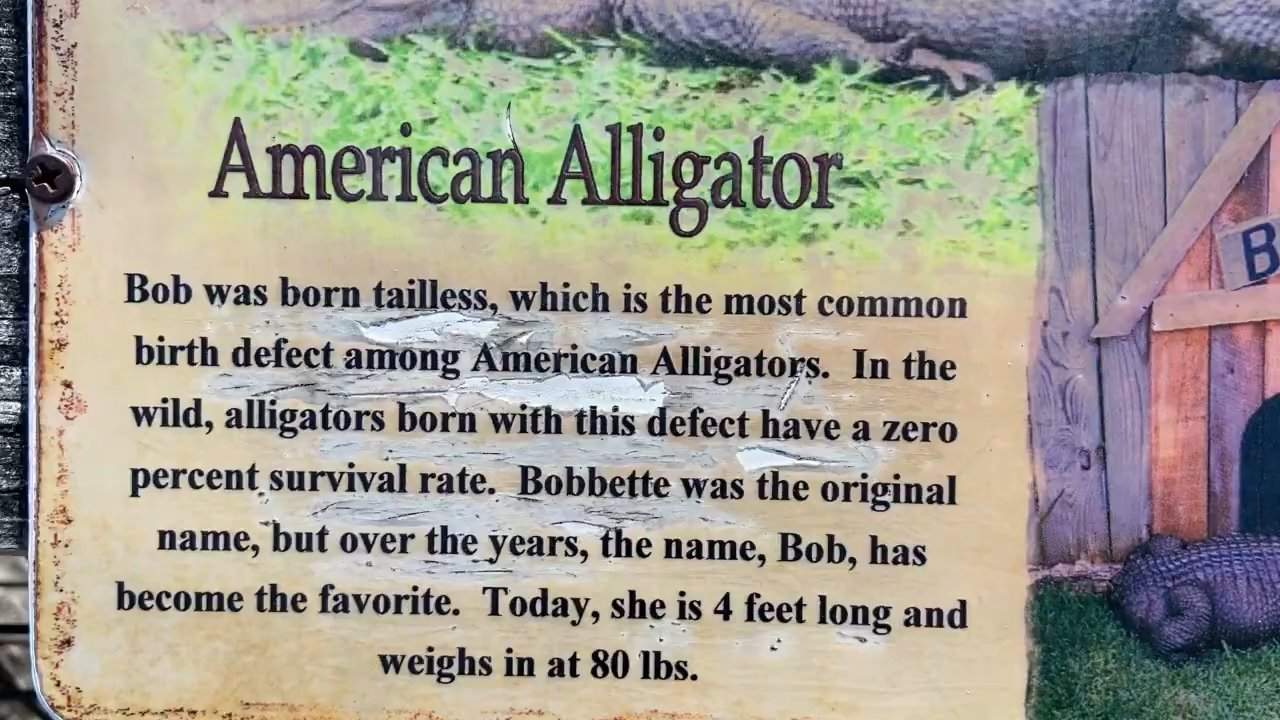 American Alligator
Bob was born tailless, which is the most common
birth defect among American Alligators. In the
wild, alligators born with this defect have a zero
percent survival rate. Bobbette was the original
name, but over the years, the name, Bob, has
become the favorite. Today, she is 4 feet long and
weighs in at 80 lbs.
B